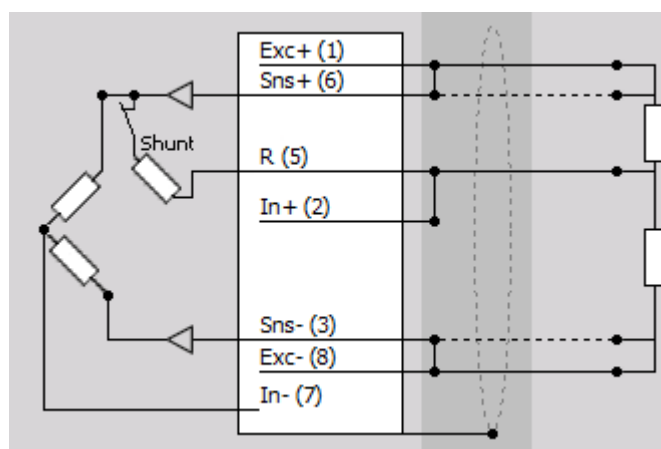 Exc+ (1)
Sns+ (6)
Shunt
R (5)
In+ (2)
Sns- (3)
Exc- (8)
In- (7)